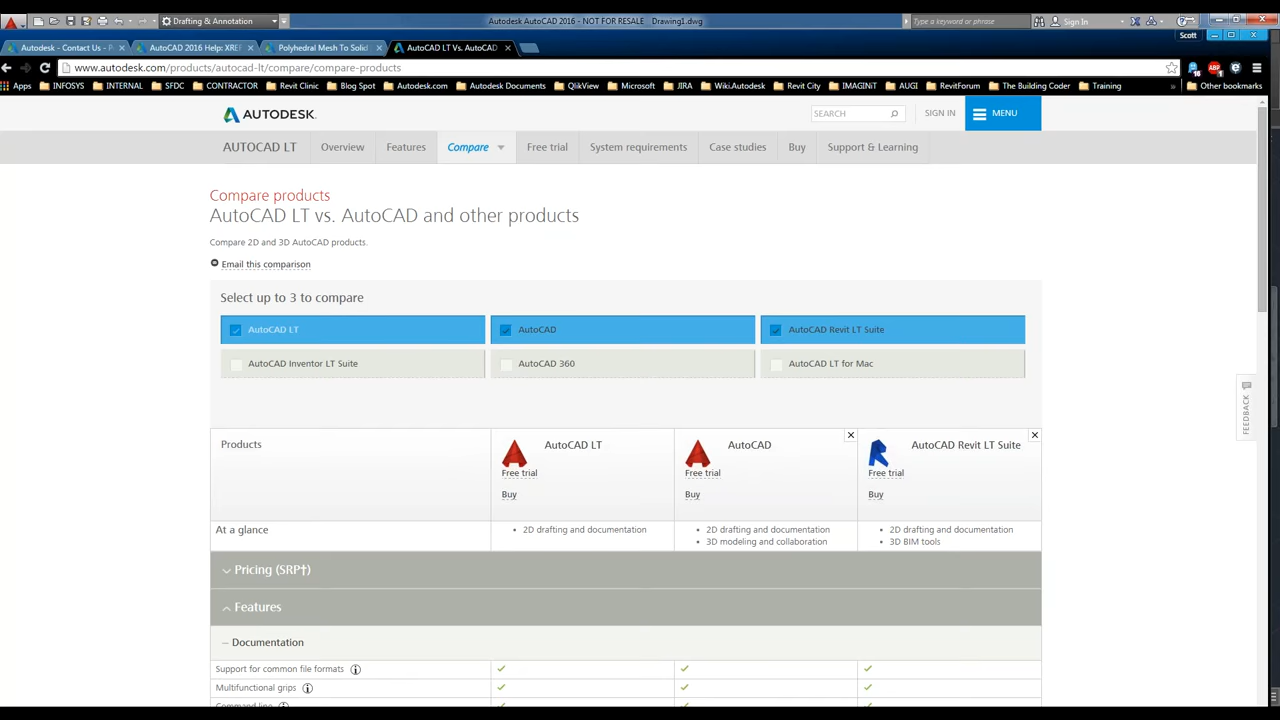 Drafting & Annotation
Autodesk AutoCAD 2016 - NOT FOR RESALE Drawing1.dwg
Type a keyword or phrase
Sign In
Autodesk - Contact Us - P
AutoCAD 2016 Help: XREF
Polyhedral Mesh To Solid
AutoCAD LT Vs. AutoCAD
Scott
www.autodesk.com/products/autocad-lt/compare/compare-products
Apps INFOSYS INTERNAL SFDC CONTRACTOR Revit Clinic Blog Spot Autodesk.com Autodesk Documents QlikView Microsoft JIRA Wiki.Autodesk Revit City IMAGINiT AUGI RevitForum The Building Coder Training » Other bookmarks
AUTODESK.
SEARCH
SIGN IN
MENU
AUTOCAD LT Overview Features Compare Free trial System requirements Case studies Buy Support & Learning
Compare products
AutoCAD LT vs. AutoCAD and other products
Compare 2D and 3D AutoCAD products.
Email this comparison
Select up to 3 to compare
AutoCAD LT AutoCAD AutoCAD Revit LT Suite
AutoCAD Inventor LT Suite AutoCAD 360 AutoCAD LT for Mac
FEEDBACK
Products AutoCAD LT AutoCAD AutoCAD Revit LT Suite
Free trial Free trial Free trial
Buy Buy Buy
At a glance • 2D drafting and documentation • 2D drafting and documentation • 2D drafting and documentation
• 3D modeling and collaboration • 3D BIM tools
Pricing (SRP†)
Features
– Documentation
Support for common file formats
Multifunctional grips
Command line